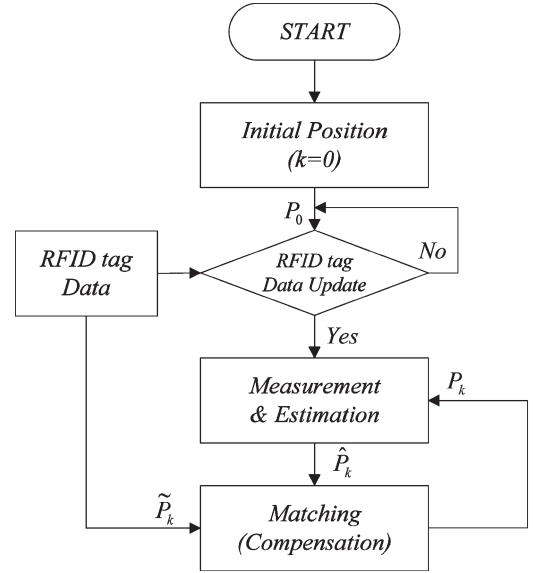 START
Initial Position
(k=0)
P₀
No
RFID tag
Data
RFID tag
Data Update
Yes
Measurement
& Estimation
Pₖ
P̂ₖ
P̃ₖ
Matching
(Compensation)